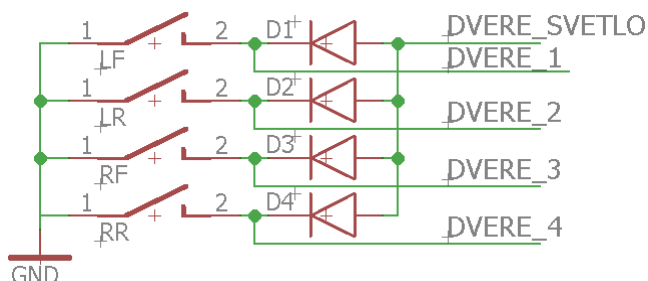 1 2 D1 DVERE_SVETLO
LF DVERE_1
1 2 D2
LR DVERE_2
1 2 D3
RF DVERE_3
1 2 D4
RR DVERE_4
GND